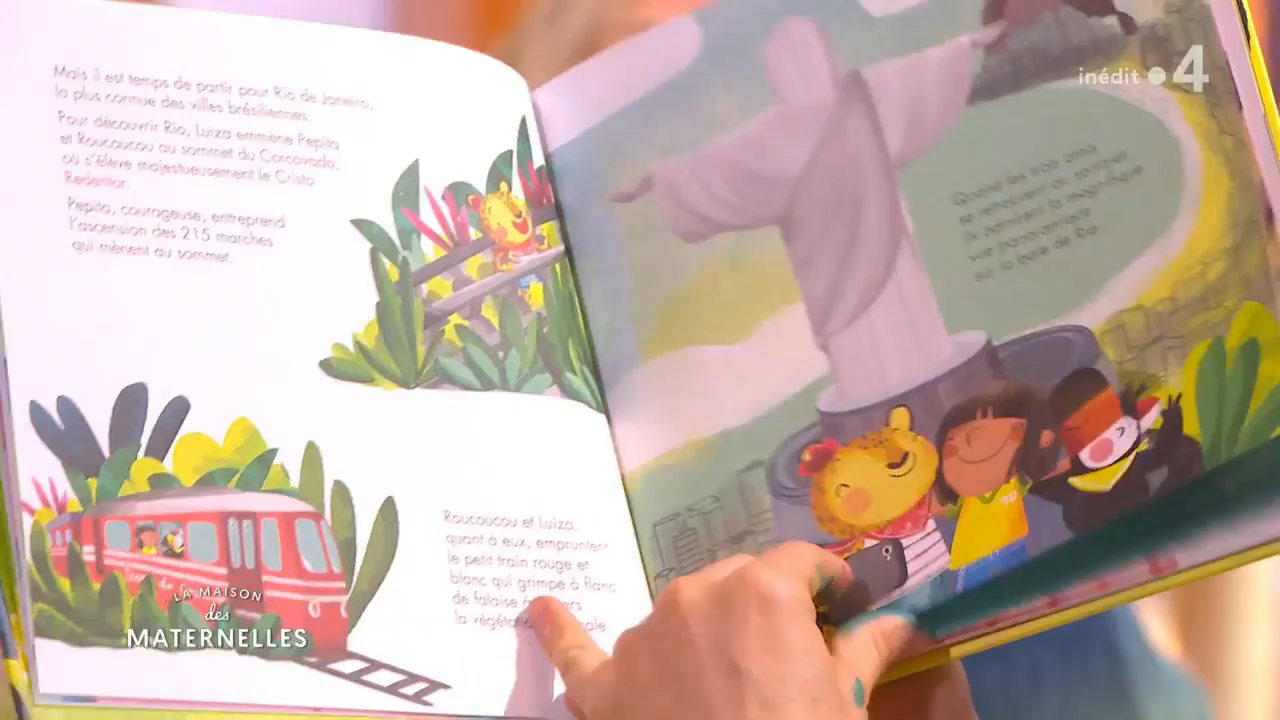 Mais il est temps de partir pour Rio de Janeiro,
la plus connue des villes brésiliennes.
Pour découvrir Rio, Luiza emmène Pepita
et Roucoucou au sommet du Corcovado,
où s'élève majestueusement le Cristo
Redentor.
Pepita, courageuse, entreprend
l'ascension des 215 marches
qui mènent au sommet.
Roucoucou et Luiza,
quant à eux, empruntent
le petit train rouge et
blanc qui grimpe à flanc
de falaise
la
Quand les trois amis
se retrouvent au sommet
ils admirent la magnifique
vue panoramique
sur la baie de Rio.
inédit 4
LA MAISON
des
MATERNELLES